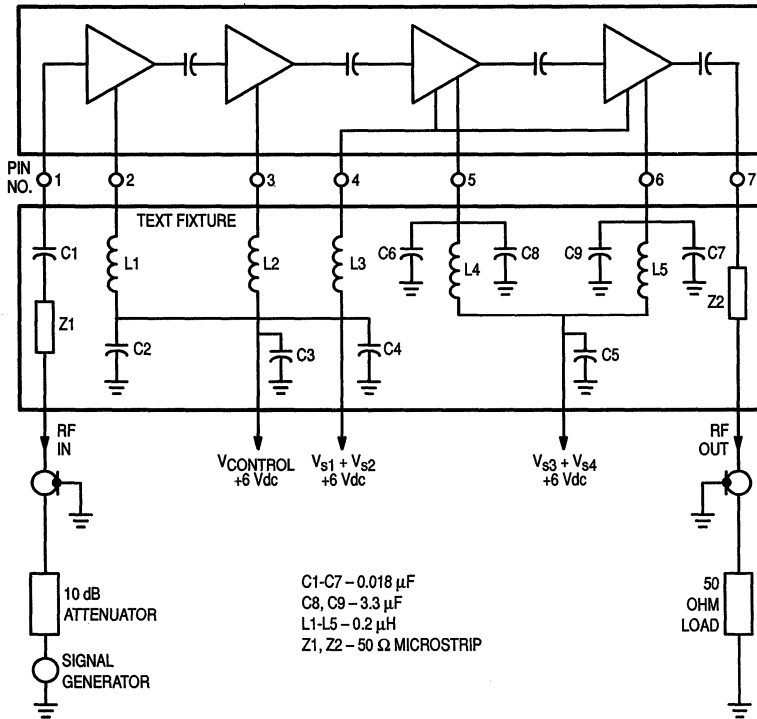 PIN
NO.
1
2
3
4
5
6
7
TEXT FIXTURE
C1
L1
L2
L3
C6
L4
C8
C9
L5
C7
Z1
Z2
C2
C3
C4
C5
RF
IN
VCONTROL
+6 Vdc
Vs1 + Vs2
+6 Vdc
Vs3 + Vs4
+6 Vdc
RF
OUT
10 dB
ATTENUATOR
SIGNAL
GENERATOR
C1-C7 – 0.018 µF
C8, C9 – 3.3 µF
L1-L5 – 0.2 µH
Z1, Z2 – 50 Ω MICROSTRIP
50
OHM
LOAD